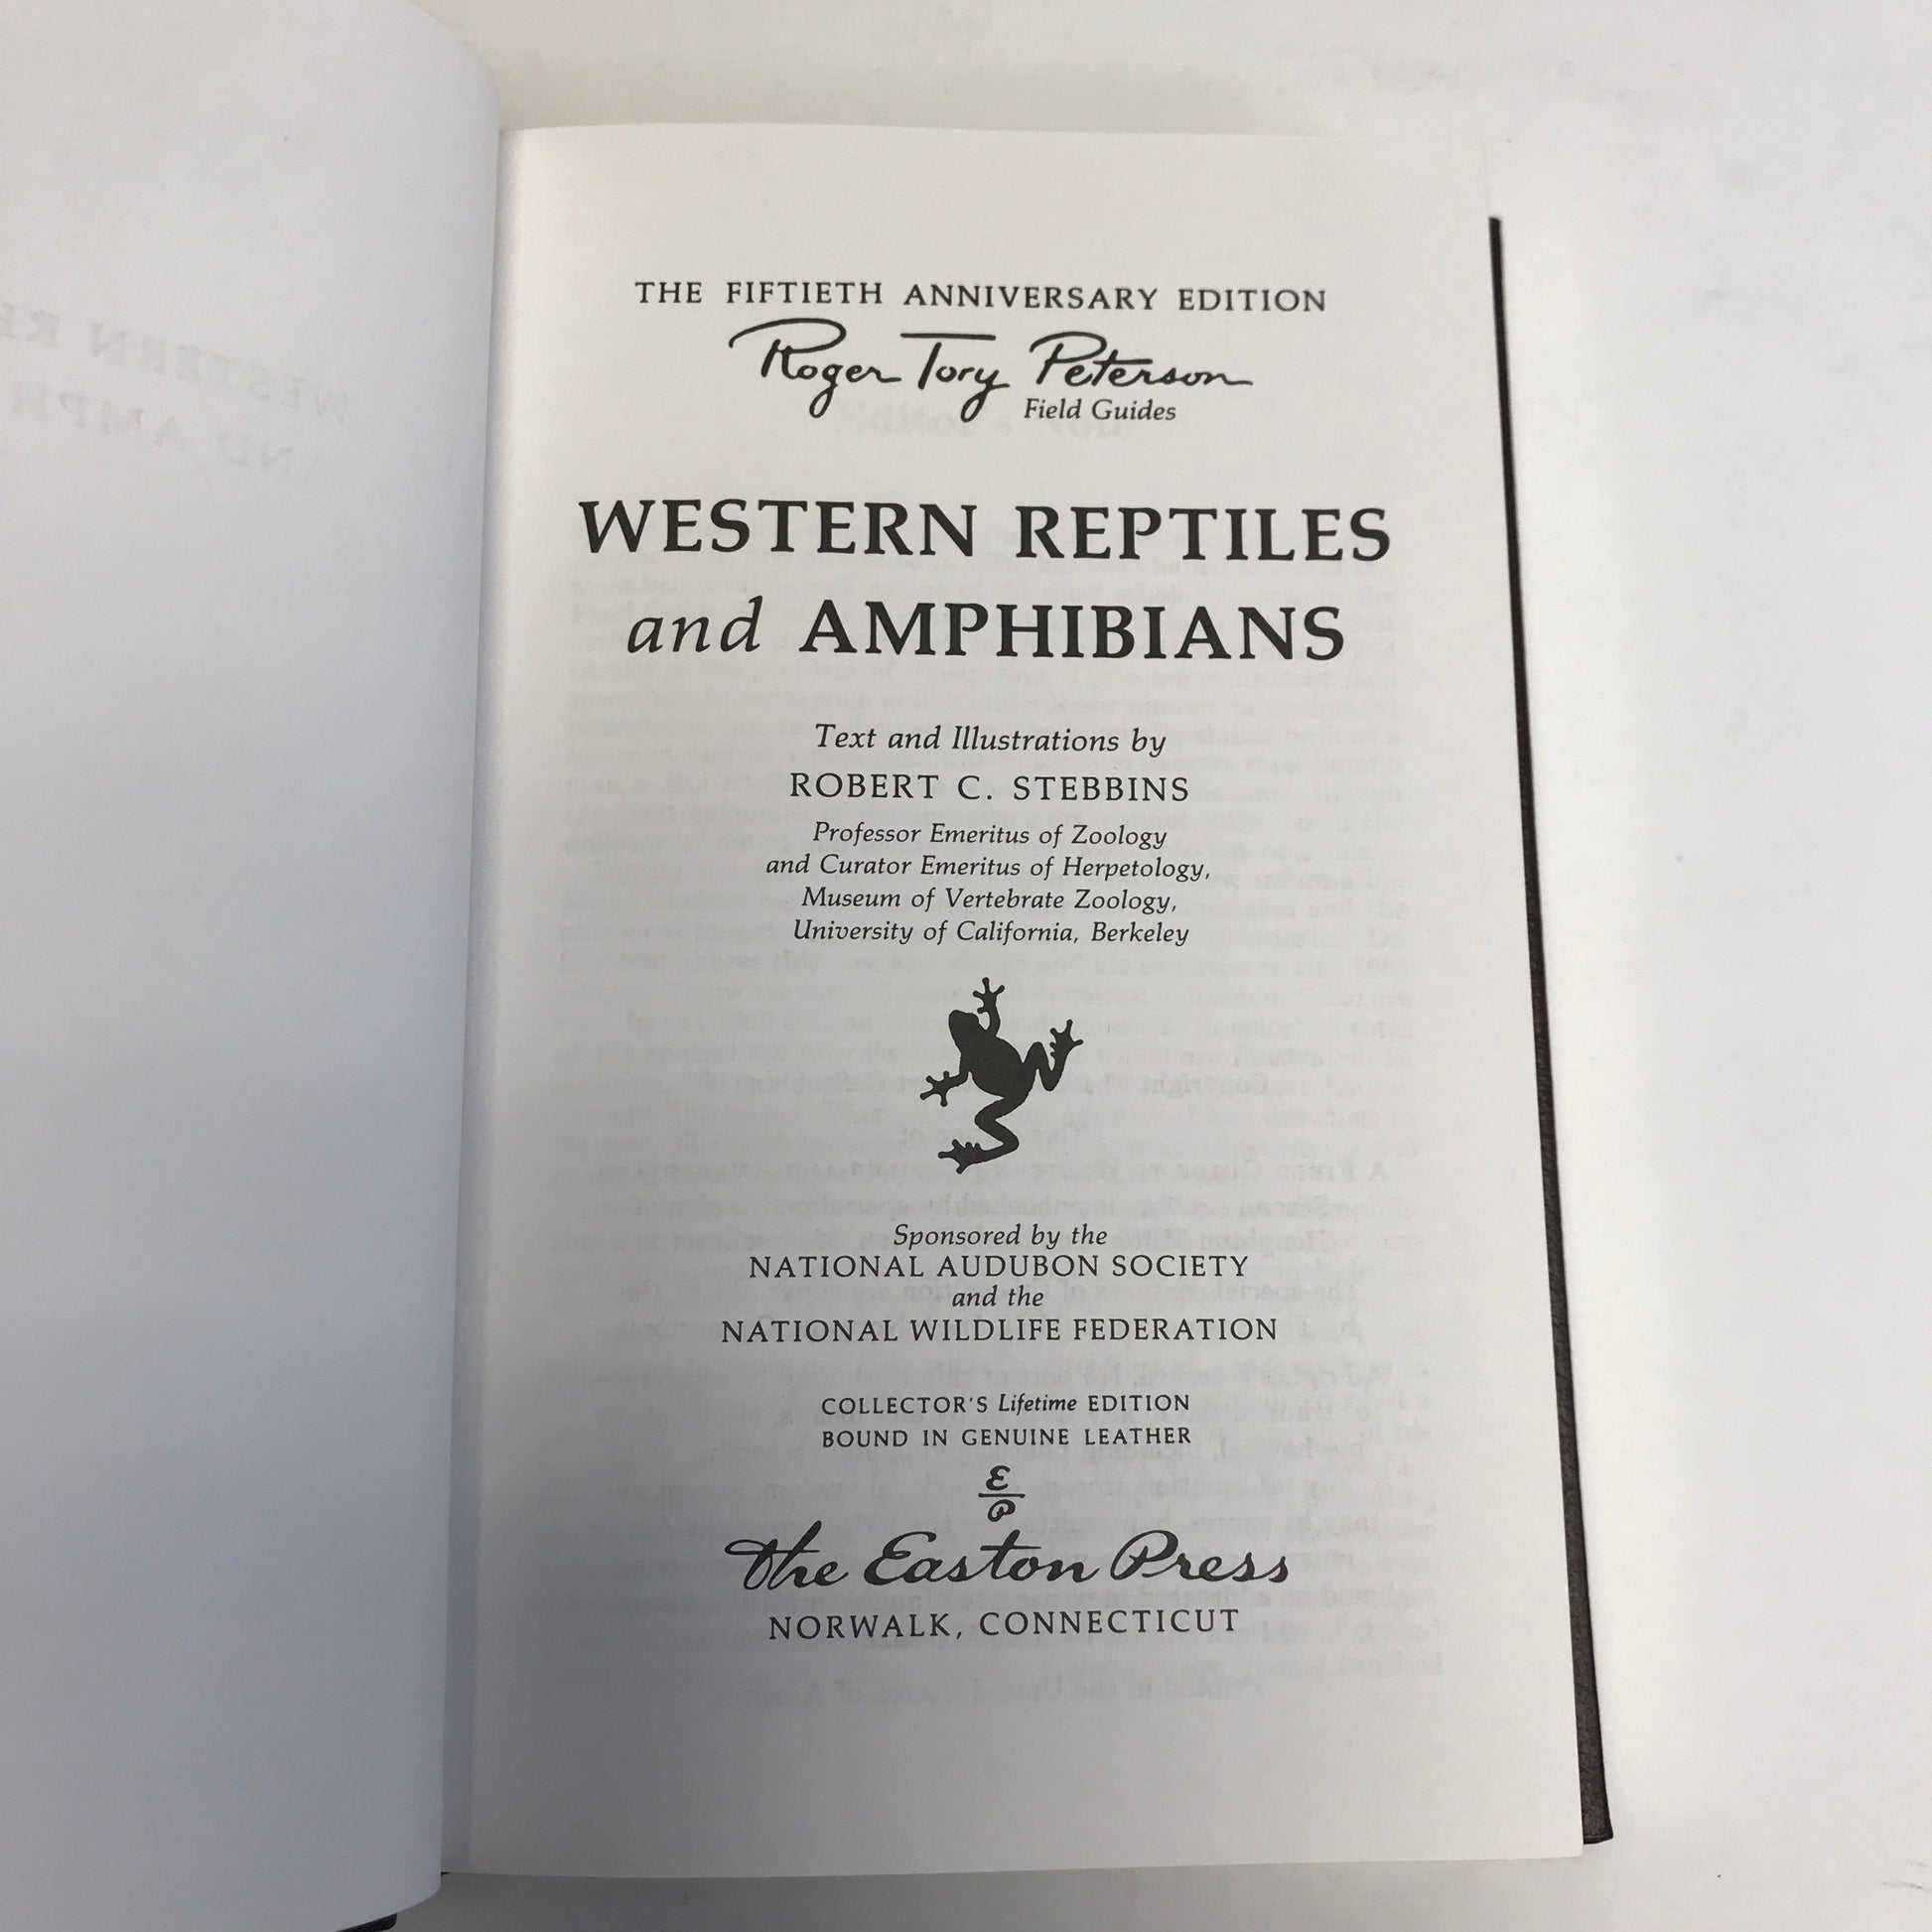 THE FIFTIETH ANNIVERSARY EDITION
Roger Tory Peterson
Field Guides
WESTERN REPTILES
and AMPHIBIANS
Text and Illustrations by
ROBERT C. STEBBINS
Professor Emeritus of Zoology
and Curator Emeritus of Herpetology,
Museum of Vertebrate Zoology,
University of California, Berkeley
Sponsored by the
NATIONAL AUDUBON SOCIETY
and the
NATIONAL WILDLIFE FEDERATION
COLLECTOR'S Lifetime EDITION
BOUND IN GENUINE LEATHER
E
P
The Easton Press
NORWALK, CONNECTICUT